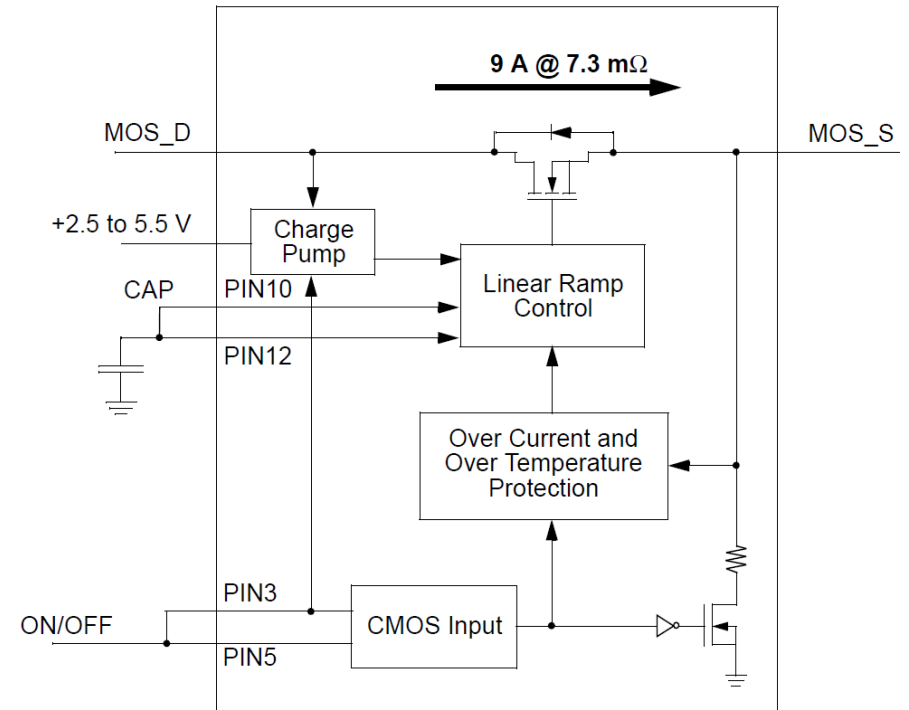 9 A @ 7.3 mΩ
MOS_D
MOS_S
+2.5 to 5.5 V
Charge
Pump
CAP
PIN10
Linear Ramp
Control
PIN12
Over Current and
Over Temperature
Protection
PIN3
ON/OFF
CMOS Input
PIN5